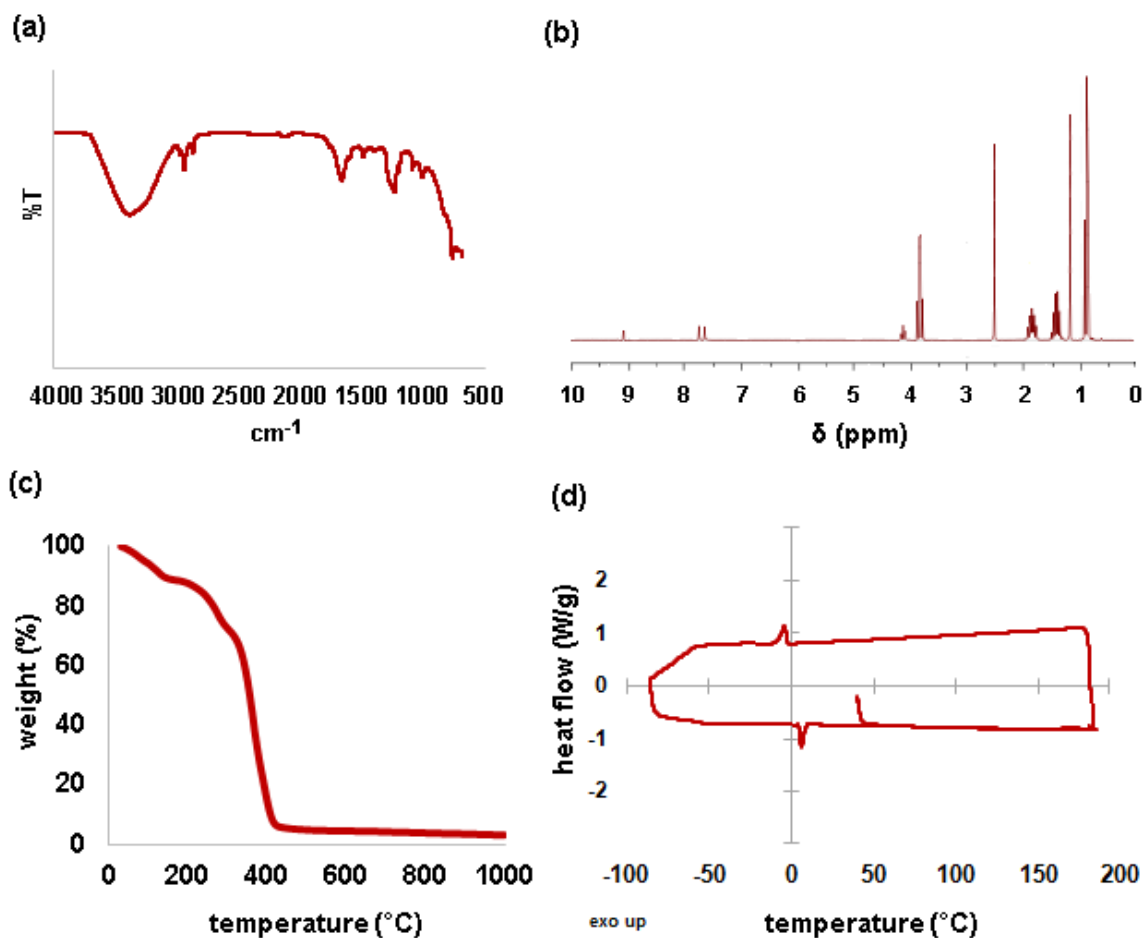 (a)
%T
4000 3500 3000 2500 2000 1500 1000 500
cm-1
(b)
10 9 8 7 6 5 4 3 2 1 0
δ (ppm)
(c)
100
80
60
40
20
0
weight (%)
0 200 400 600 800 1000
temperature (°C)
(d)
2
1
0
-1
-2
heat flow (W/g)
-100 -50 0 50 100 150 200
exo up
temperature (°C)